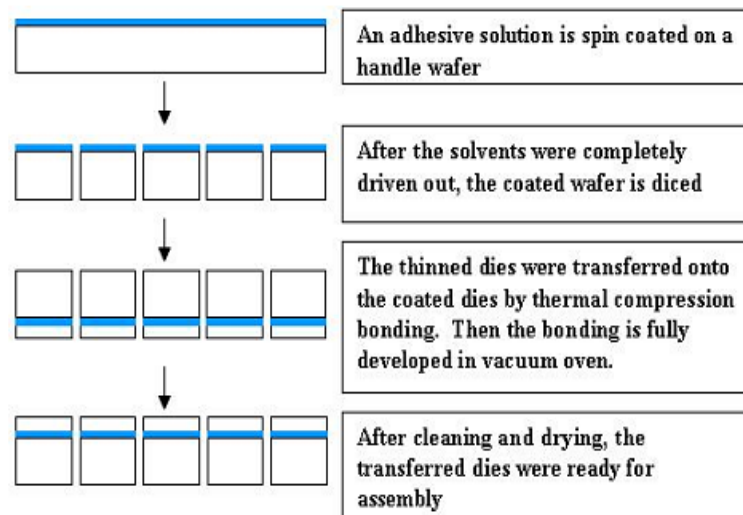 An adhesive solution is spin coated on a
handle wafer
After the solvents were completely
driven out, the coated wafer is diced
The thinned dies were transferred onto
the coated dies by thermal compression
bonding.  Then the bonding is fully
developed in vacuum oven.
After cleaning and drying, the
transferred dies were ready for
assembly